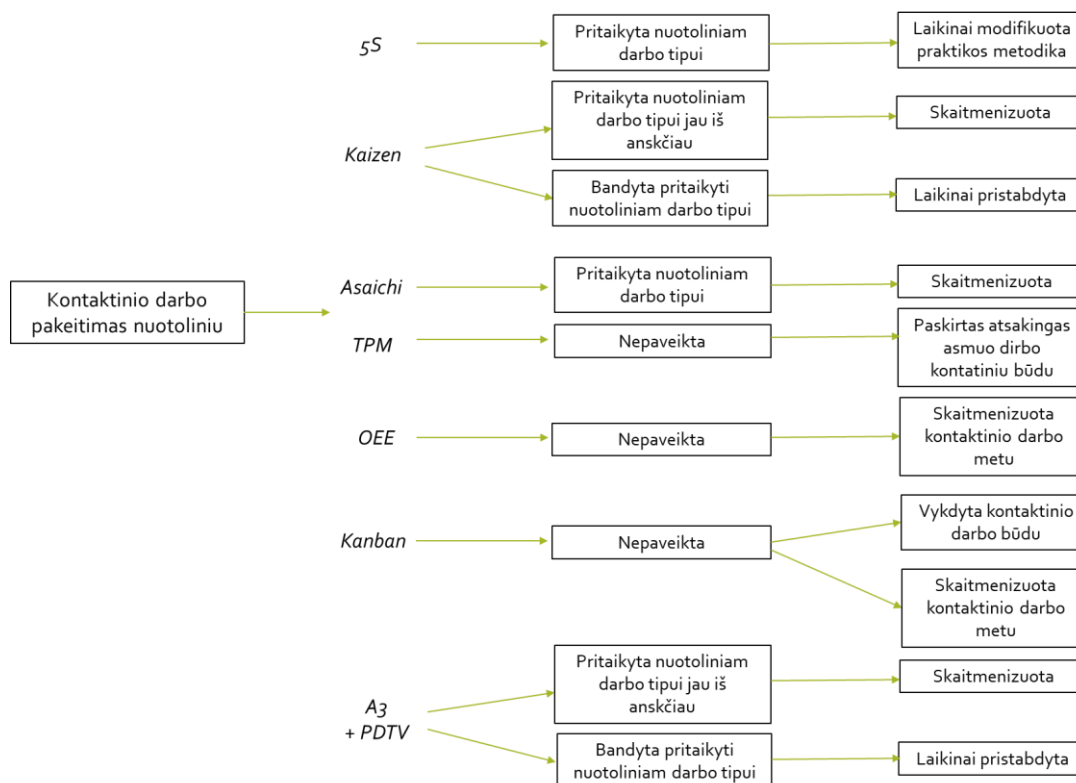 5S
Pritaikyta nuotoliniam
darbo tipui
Laikinai modifikuota
praktikos metodika
Kaizen
Pritaikyta nuotoliniam
darbo tipui jau iš
anskčiau
Skaitmenizuota
Bandyta pritaikyti
nuotoliniam darbo tipui
Laikinai pristabdyta
Kontaktinio darbo
pakeitimas nuotoliniu
Asaichi
Pritaikyta nuotoliniam
darbo tipui
Skaitmenizuota
TPM
Nepaveikta
Paskirtas atsakingas
asmuo dirbo
kontatiniu būdu
OEE
Nepaveikta
Skaitmenizuota
kontaktinio darbo
metu
Kanban
Nepaveikta
Vykdyta kontaktinio
darbo būdu
Skaitmenizuota
kontaktinio darbo
metu
A3
+ PDTV
Pritaikyta nuotoliniam
darbo tipui jau iš
anskčiau
Skaitmenizuota
Bandyta pritaikyti
nuotoliniam darbo tipui
Laikinai pristabdyta